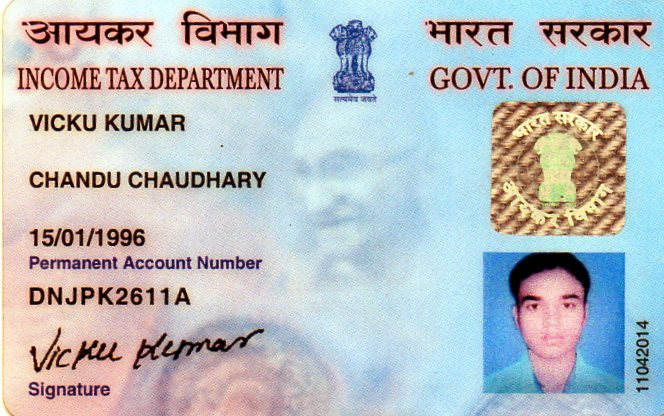 आयकर विभाग भारत सरकार
INCOME TAX DEPARTMENT GOVT. OF INDIA
सत्यमेव जयते
VICKU KUMAR
CHANDU CHAUDHARY
भारत सरकार
आयकर विभाग
15/01/1996
Permanent Account Number
DNJPK2611A
Vicku Kumar
Signature
11042014